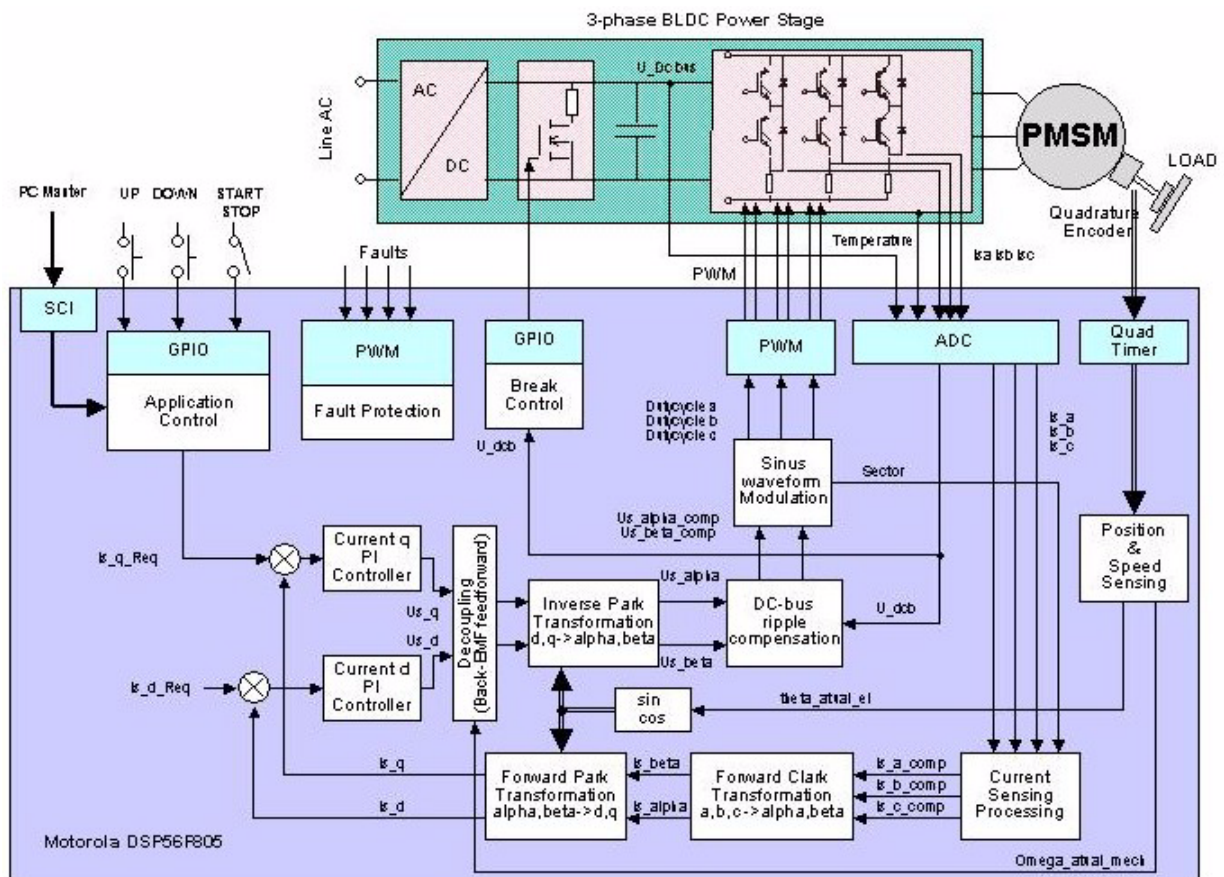 3-phase BLDC Power Stage
U_Dcbus
AC
DC
Line AC
PMSM
LOAD
Quadrature
Encoder
PC Master
UP
DOWN
START
STOP
Faults
Temperature
PWM
Isa Isb Isc
SCI
GPIO
Application
Control
PWM
Fault Protection
GPIO
Break
Control
PWM
ADC
Quad
Timer
Dutycycle a
Dutycycle b
Dutycycle c
U_dcb
Is_a
Is_b
Is_c
Sinus
waveform
Modulation
Sector
Us_alpha_comp
Us_beta_comp
Position
&
Speed
Sensing
Is_q_Req
Current q
PI
Controller
Us_q
Us_d
Decoupling
(Back-EMF feedforward)
Inverse Park
Transformation
d,q->alpha,beta
Us_alpha
Us_beta
DC-bus
ripple
compensation
U_dcb
Is_d_Req
Current d
PI
Controller
sin
cos
theta_atual_el
Is_q
Is_d
Forward Park
Transformation
alpha,beta->d,q
Is_beta
Is_alpha
Forward Clark
Transformation
a,b,c->alpha,beta
Is_a_comp
Is_b_comp
Is_c_comp
Current
Sensing
Processing
Motorola DSP56F805
Omega_atual_mech